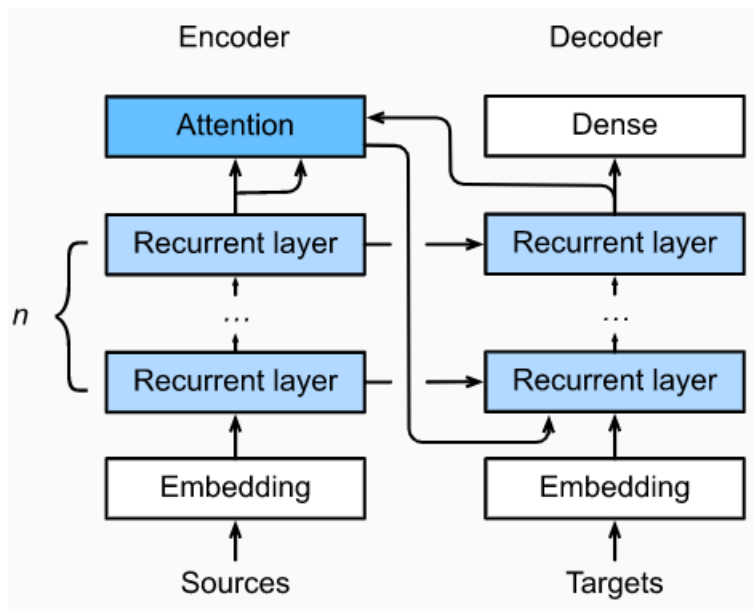 Encoder
Decoder
Attention
Dense
Recurrent layer
Recurrent layer
n
...
...
Recurrent layer
Recurrent layer
Embedding
Embedding
Sources
Targets